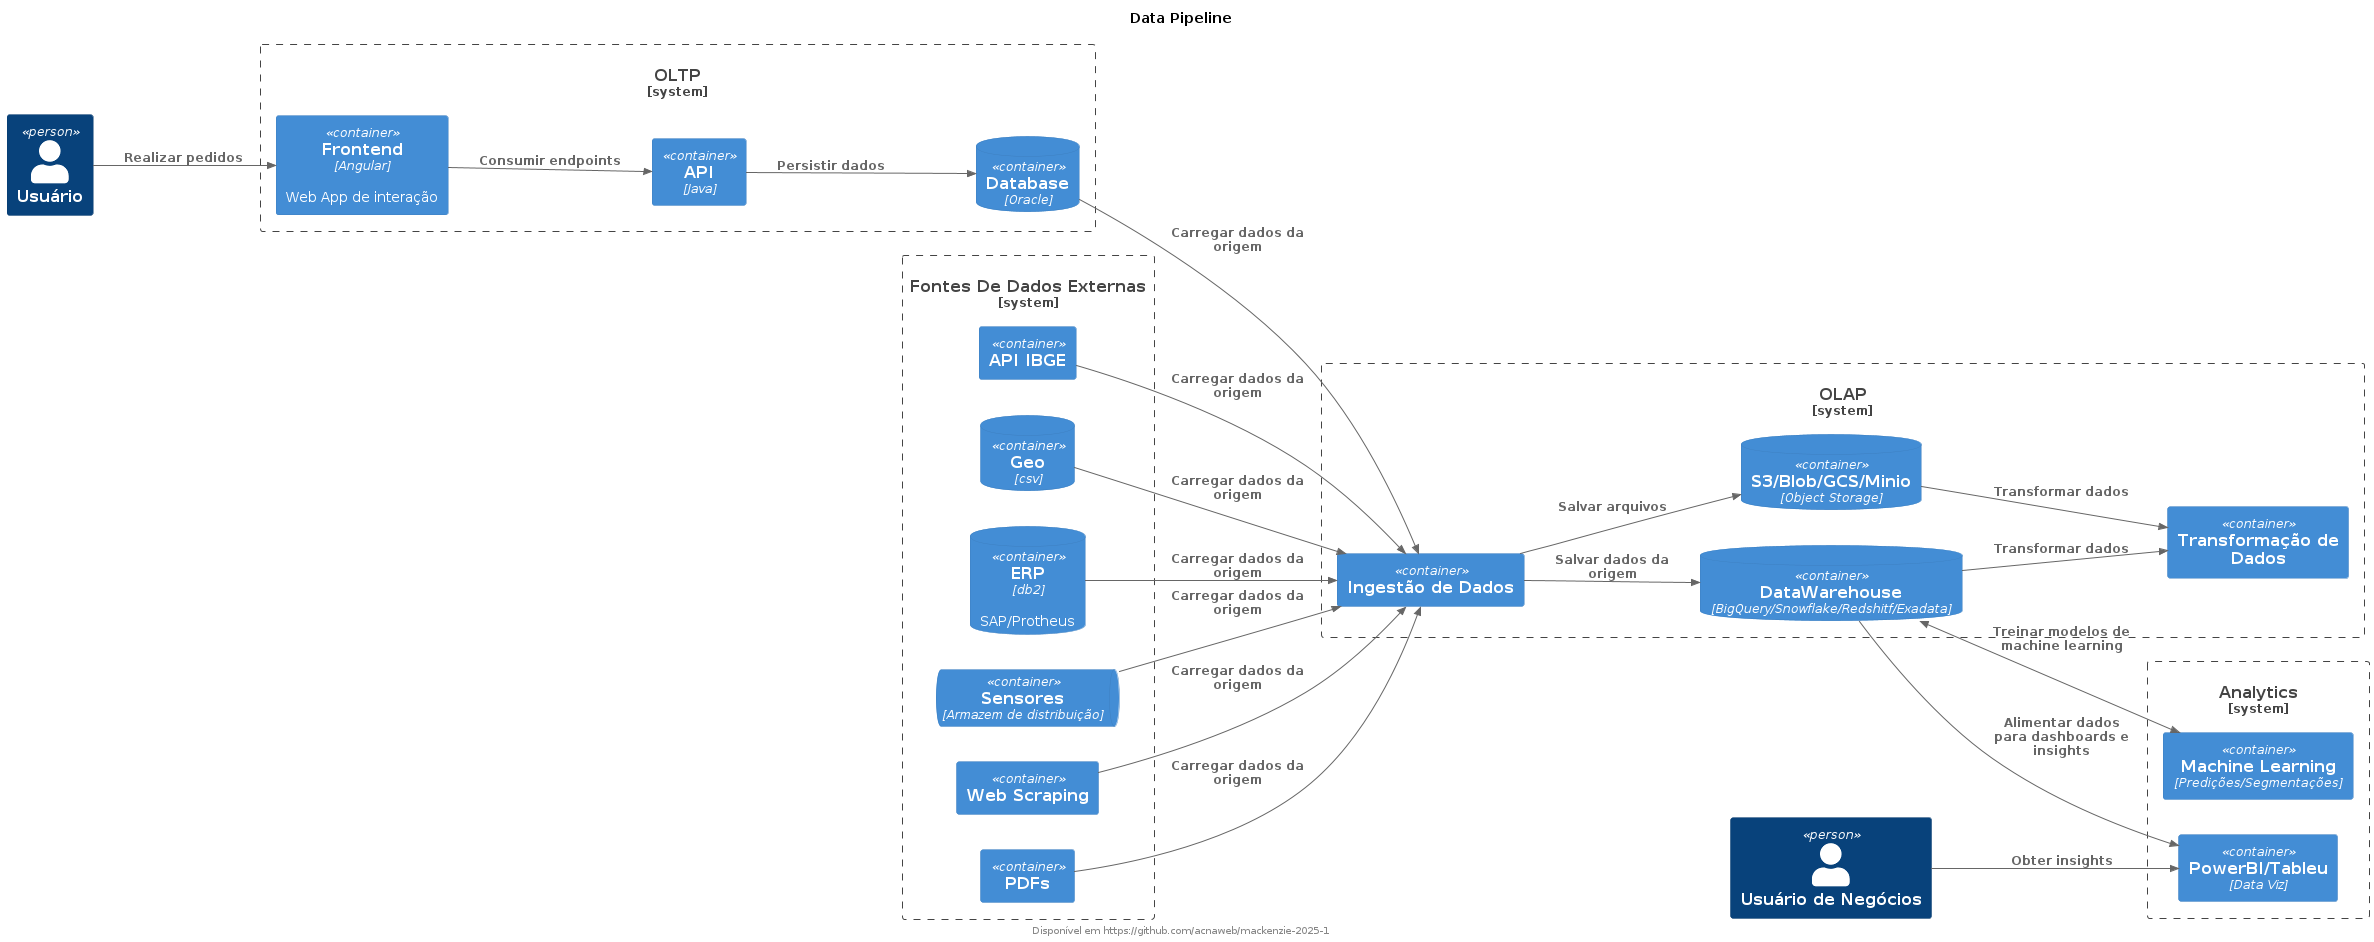 Data Pipeline
OLTP
[system]
«person»
Usuário
Realizar pedidos
«container»
Frontend
[Angular]
Web App de interação
Consumir endpoints
«container»
API
[Java]
Persistir dados
«container»
Database
[Oracle]
Carregar dados da
origem
Fontes De Dados Externas
[system]
«container»
API IBGE
Carregar dados da
origem
«container»
Geo
[csv]
Carregar dados da
origem
«container»
ERP
[db2]
SAP/Protheus
Carregar dados da
origem
«container»
Sensores
[Armazem de distribuição]
Carregar dados da
origem
«container»
Web Scraping
Carregar dados da
origem
«container»
PDFs
Carregar dados da
origem
OLAP
[system]
«container»
Ingestão de Dados
Salvar arquivos
Salvar dados da
origem
«container»
S3/Blob/GCS/Minio
[Object Storage]
Transformar dados
«container»
DataWarehouse
[BigQuery/Snowflake/Redshitf/Exadata]
Transformar dados
«container»
Transformação de
Dados
Treinar modelos de
machine learning
Alimentar dados
para dashboards e
insights
Analytics
[system]
«container»
Machine Learning
[Predições/Segmentações]
«person»
Usuário de Negócios
Obter insights
«container»
PowerBI/Tableu
[Data Viz]
Disponível em https://github.com/acnaweb/mackenzie-2025-1